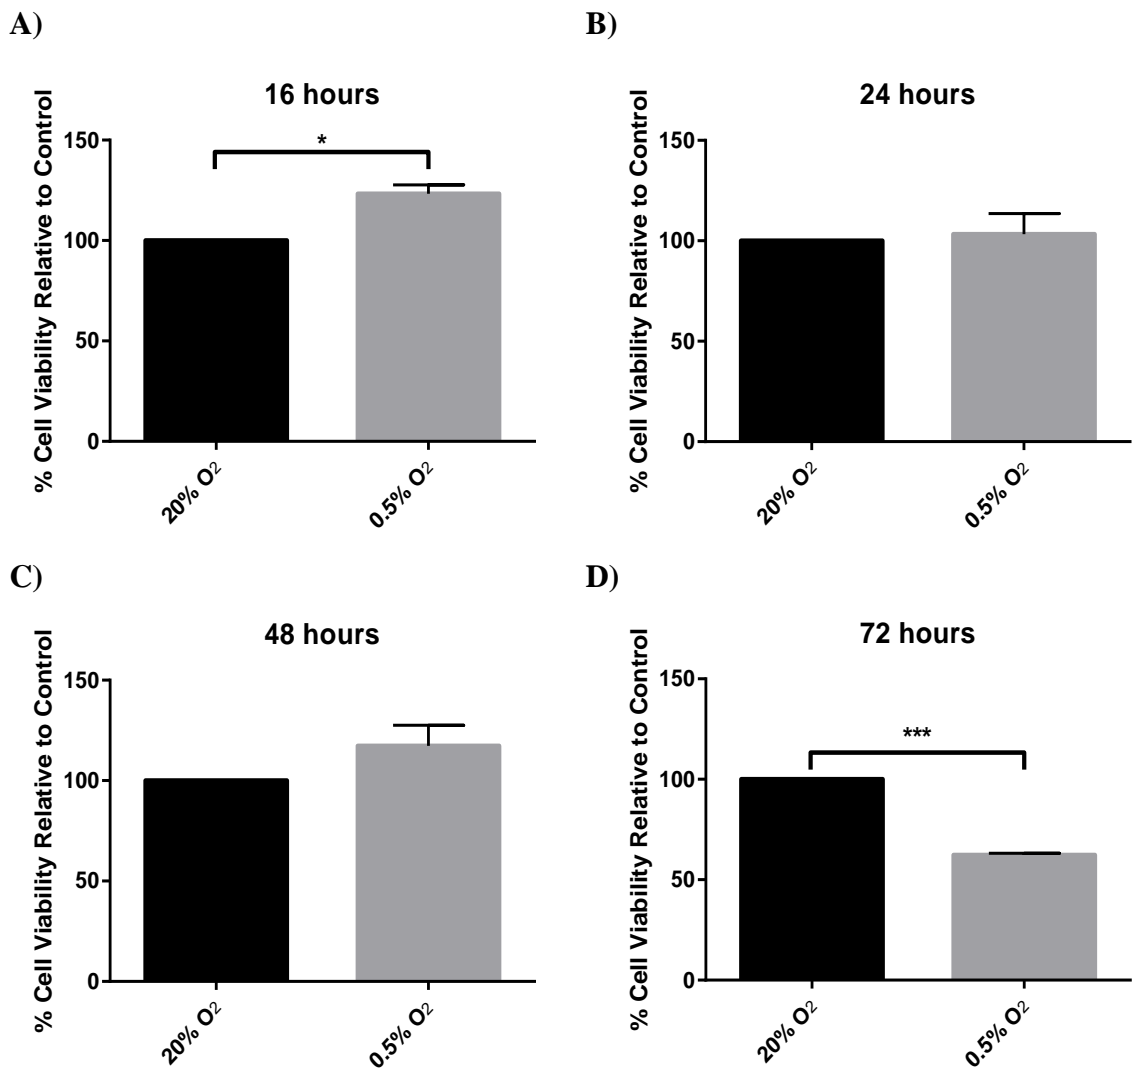 A)
16 hours
% Cell Viability Relative to Control
150
100
50
0
*
20% O2
0.5% O2
B)
24 hours
% Cell Viability Relative to Control
150
100
50
0
20% O2
0.5% O2
C)
48 hours
% Cell Viability Relative to Control
150
100
50
0
20% O2
0.5% O2
D)
72 hours
% Cell Viability Relative to Control
150
100
50
0
***
20% O2
0.5% O2